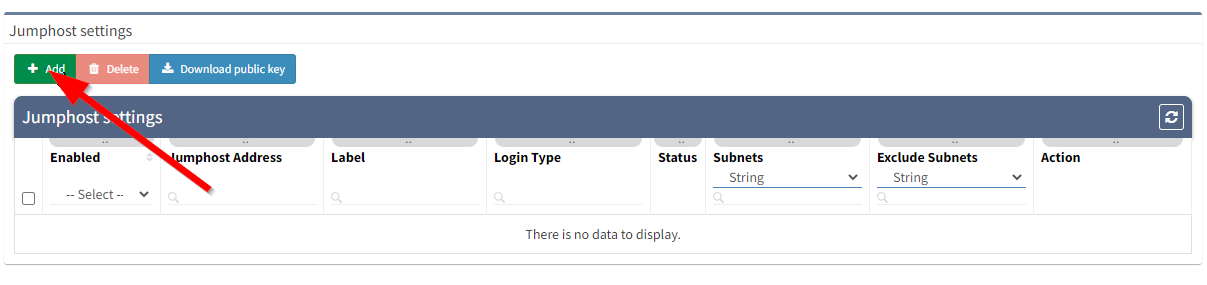 Jumphost settings
Add Delete Download public key
Jumphost settings
Enabled Jumphost Address Label Login Type Status Subnets Exclude Subnets Action
-- Select -- String String
There is no data to display.